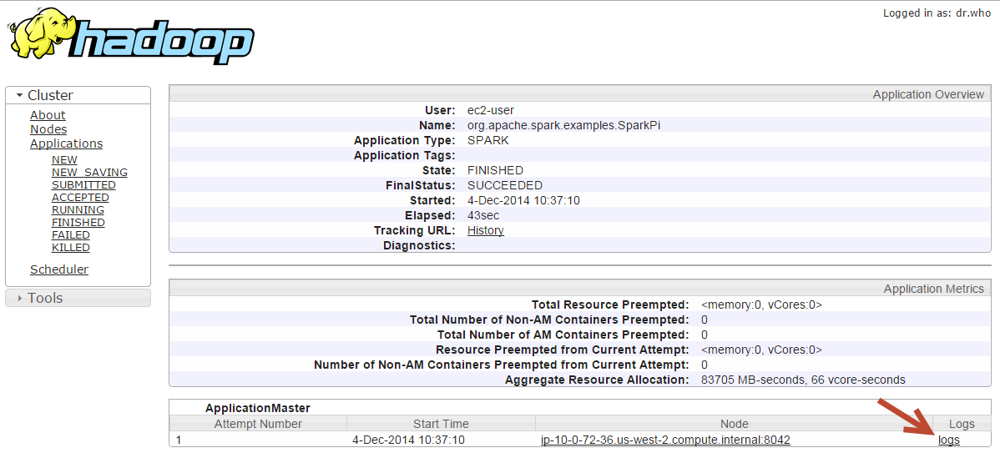 Logged in as: dr.who
hadoop
Cluster
About
Nodes
Applications
NEW
NEW_SAVING
SUBMITTED
ACCEPTED
RUNNING
FINISHED
FAILED
KILLED
Scheduler
Tools
Application Overview
User: ec2-user
Name: org.apache.spark.examples.SparkPi
Application Type: SPARK
Application Tags:
State: FINISHED
FinalStatus: SUCCEEDED
Started: 4-Dec-2014 10:37:10
Elapsed: 43sec
Tracking URL: History
Diagnostics:
Application Metrics
Total Resource Preempted: <memory:0, vCores:0>
Total Number of Non-AM Containers Preempted: 0
Total Number of AM Containers Preempted: 0
Resource Preempted from Current Attempt: <memory:0, vCores:0>
Number of Non-AM Containers Preempted from Current Attempt: 0
Aggregate Resource Allocation: 83705 MB-seconds, 66 vcore-seconds
ApplicationMaster
Attempt Number Start Time Node Logs
1 4-Dec-2014 10:37:10 ip-10-0-72-36.us-west-2.compute.internal:8042 logs